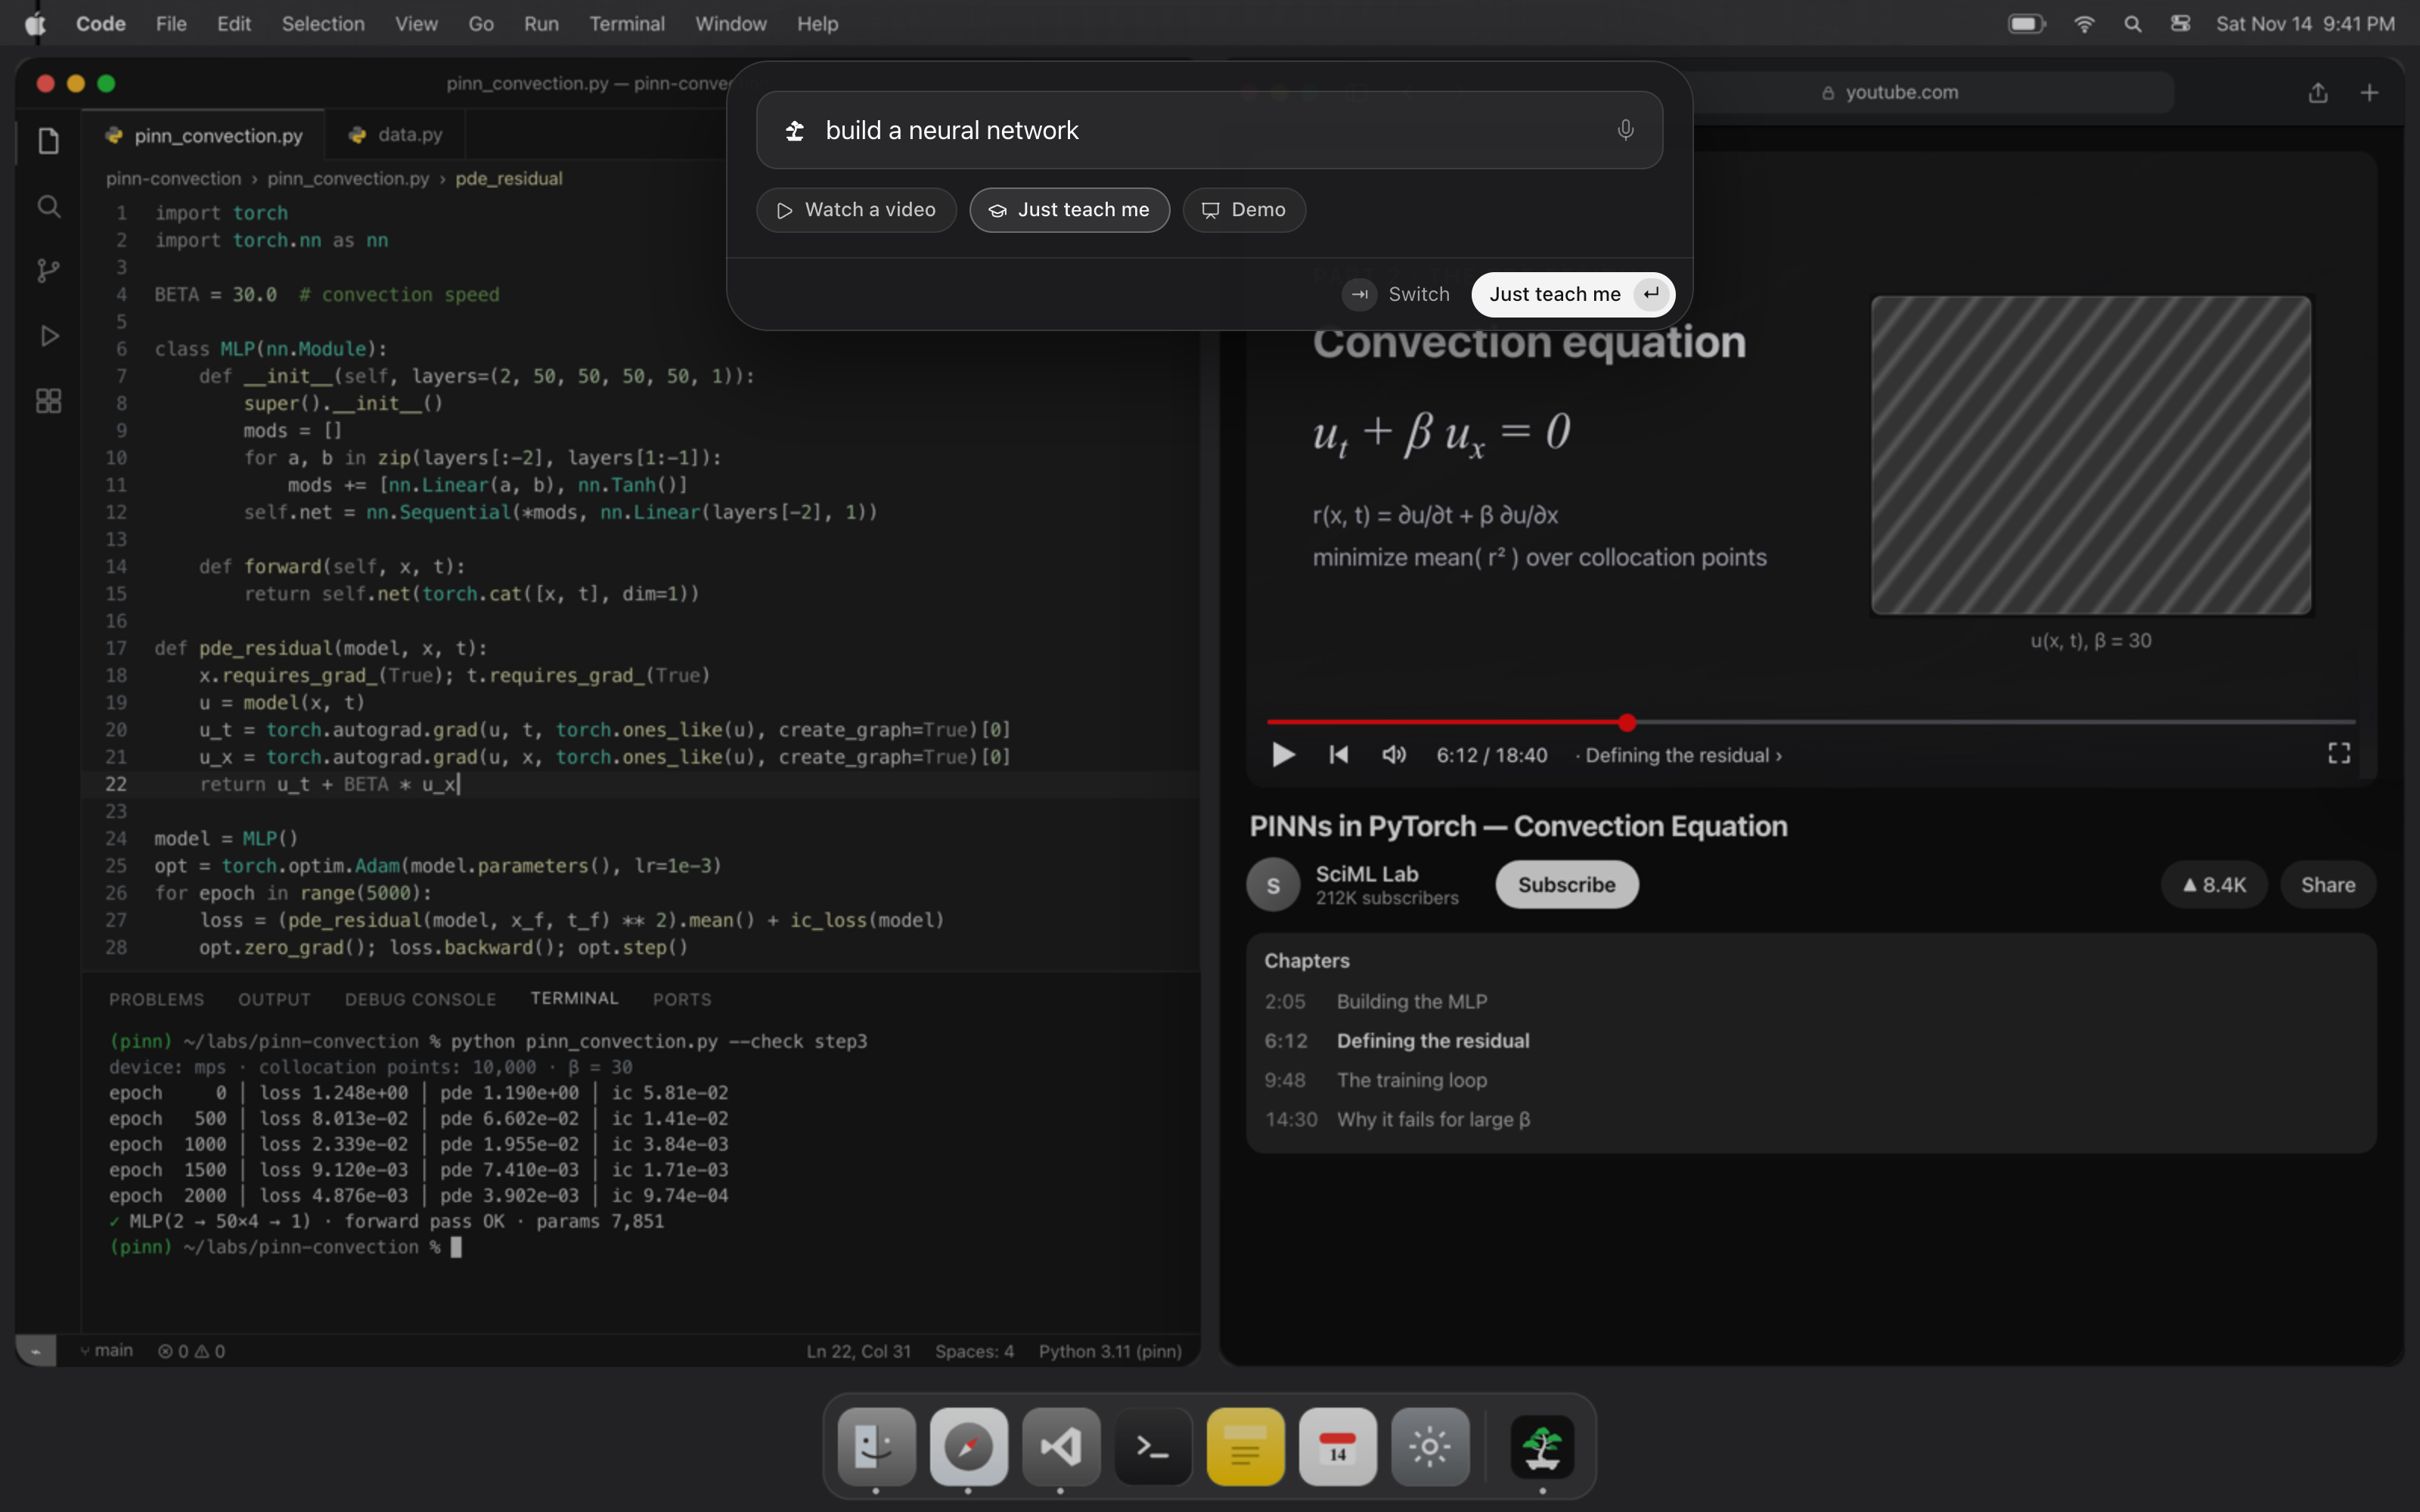 Code File Edit Selection View Go Run Terminal Window Help
Sat Nov 14 9:41 PM
pinn_convection.py — pinn-conve
pinn_convection.py
data.py
pinn-convection › pinn_convection.py › pde_residual
1 import torch
2 import torch.nn as nn
3
4 BETA = 30.0 # convection speed
5
6 class MLP(nn.Module):
7 def __init__(self, layers=(2, 50, 50, 50, 50, 1)):
8 super().__init__()
9 mods = []
10 for a, b in zip(layers[:-2], layers[1:-1]):
11 mods += [nn.Linear(a, b), nn.Tanh()]
12 self.net = nn.Sequential(*mods, nn.Linear(layers[-2], 1))
13
14 def forward(self, x, t):
15 return self.net(torch.cat([x, t], dim=1))
16
17 def pde_residual(model, x, t):
18 x.requires_grad_(True); t.requires_grad_(True)
19 u = model(x, t)
20 u_t = torch.autograd.grad(u, t, torch.ones_like(u), create_graph=True)[0]
21 u_x = torch.autograd.grad(u, x, torch.ones_like(u), create_graph=True)[0]
22 return u_t + BETA * u_x
23
24 model = MLP()
25 opt = torch.optim.Adam(model.parameters(), lr=1e-3)
26 for epoch in range(5000):
27 loss = (pde_residual(model, x_f, t_f) ** 2).mean() + ic_loss(model)
28 opt.zero_grad(); loss.backward(); opt.step()
PROBLEMS OUTPUT DEBUG CONSOLE TERMINAL PORTS
(pinn) ~/labs/pinn-convection % python pinn_convection.py --check step3
device: mps · collocation points: 10,000 · β = 30
epoch 0 │ loss 1.248e+00 │ pde 1.190e+00 │ ic 5.81e-02
epoch 500 │ loss 8.013e-02 │ pde 6.602e-02 │ ic 1.41e-02
epoch 1000 │ loss 2.339e-02 │ pde 1.955e-02 │ ic 3.84e-03
epoch 1500 │ loss 9.120e-03 │ pde 7.410e-03 │ ic 1.71e-03
epoch 2000 │ loss 4.876e-03 │ pde 3.902e-03 │ ic 9.74e-04
✓ MLP(2 → 50×4 → 1) · forward pass OK · params 7,851
(pinn) ~/labs/pinn-convection %
main 0 0
Ln 22, Col 31 Spaces: 4 Python 3.11 (pinn)
build a neural network
Watch a video
Just teach me
Demo
Switch
Just teach me
youtube.com
Convection equation
u_t + β u_x = 0
r(x, t) = ∂u/∂t + β ∂u/∂x
minimize mean( r² ) over collocation points
u(x, t), β = 30
6:12 / 18:40 · Defining the residual ›
PINNs in PyTorch — Convection Equation
S
SciML Lab
212K subscribers
Subscribe
▲ 8.4K
Share
Chapters
2:05 Building the MLP
6:12 Defining the residual
9:48 The training loop
14:30 Why it fails for large β
14